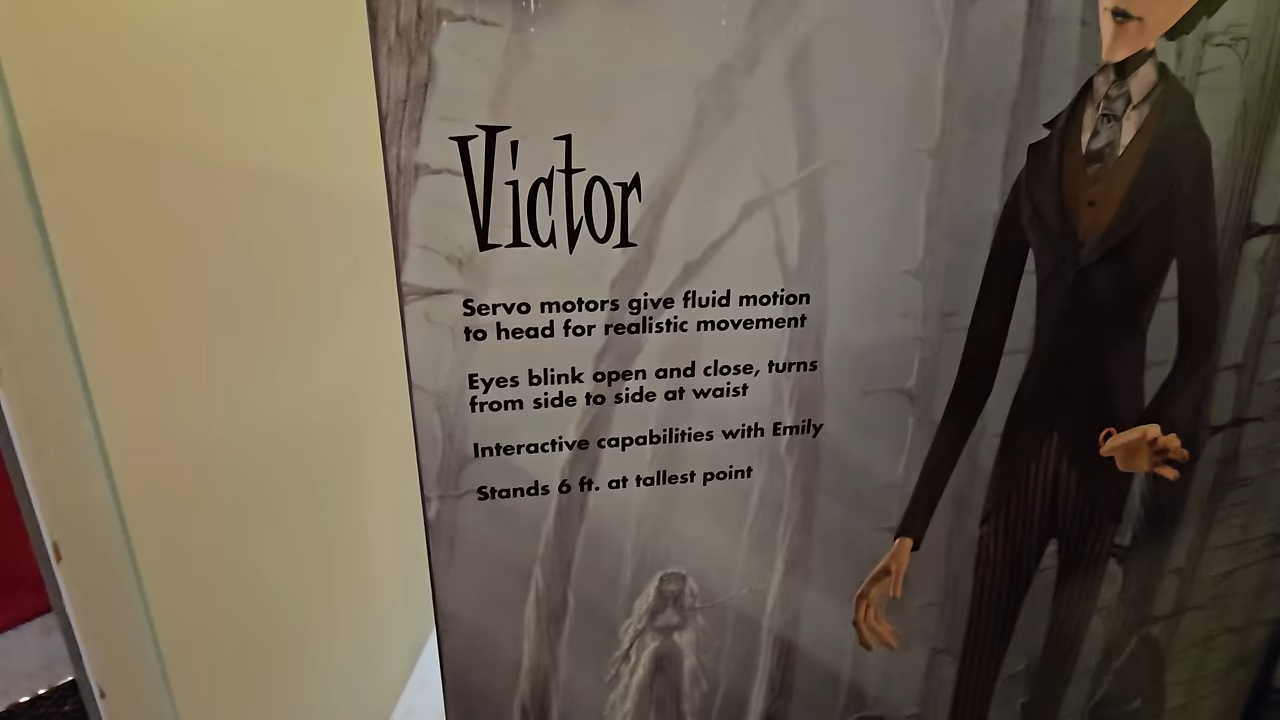 Victor
Servo motors give fluid motion
to head for realistic movement
Eyes blink open and close, turns
from side to side at waist
Interactive capabilities with Emily
Stands 6 ft. at tallest point